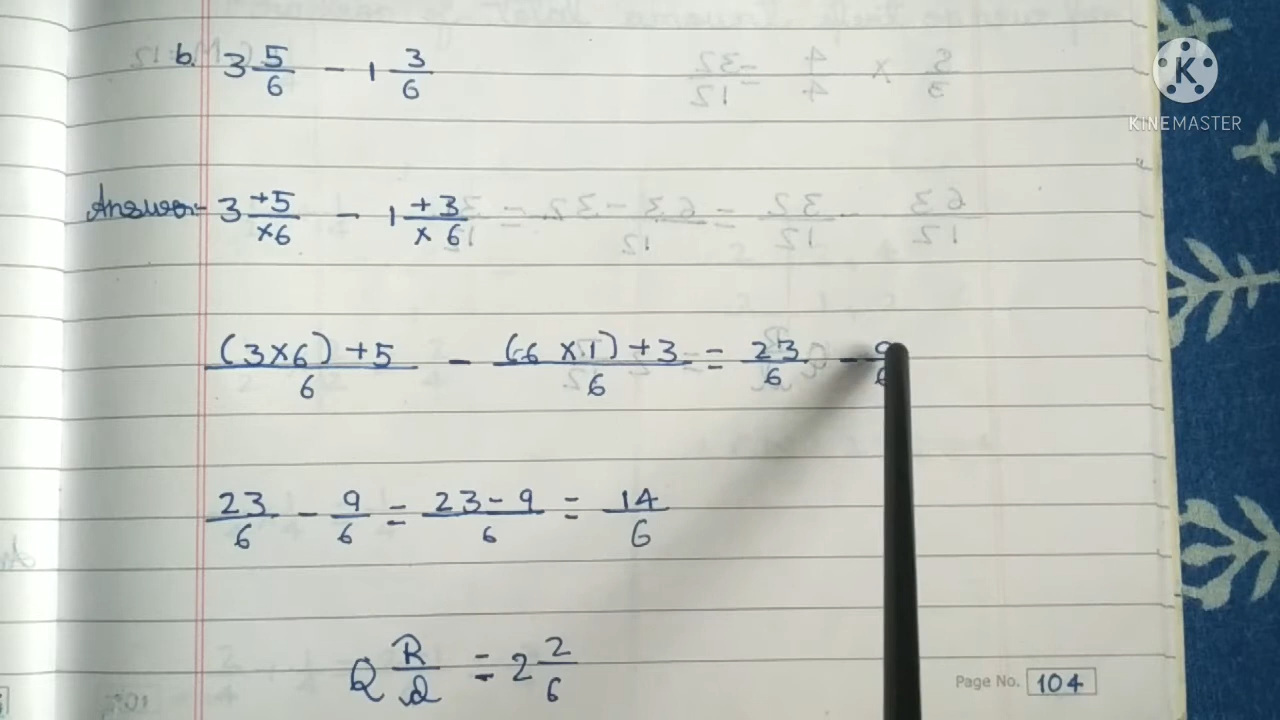 b. 3 5/6 - 1 3/6
K
KINEMASTER
Answer:- 3 +5/×6 - 1 +3/×6
(3×6)+5/6 - (6×1)+3/6 = 23/6 - 9/6
23/6 - 9/6 = 23-9/6 = 14/6
Q R/D = 2 2/6
Page No. 104